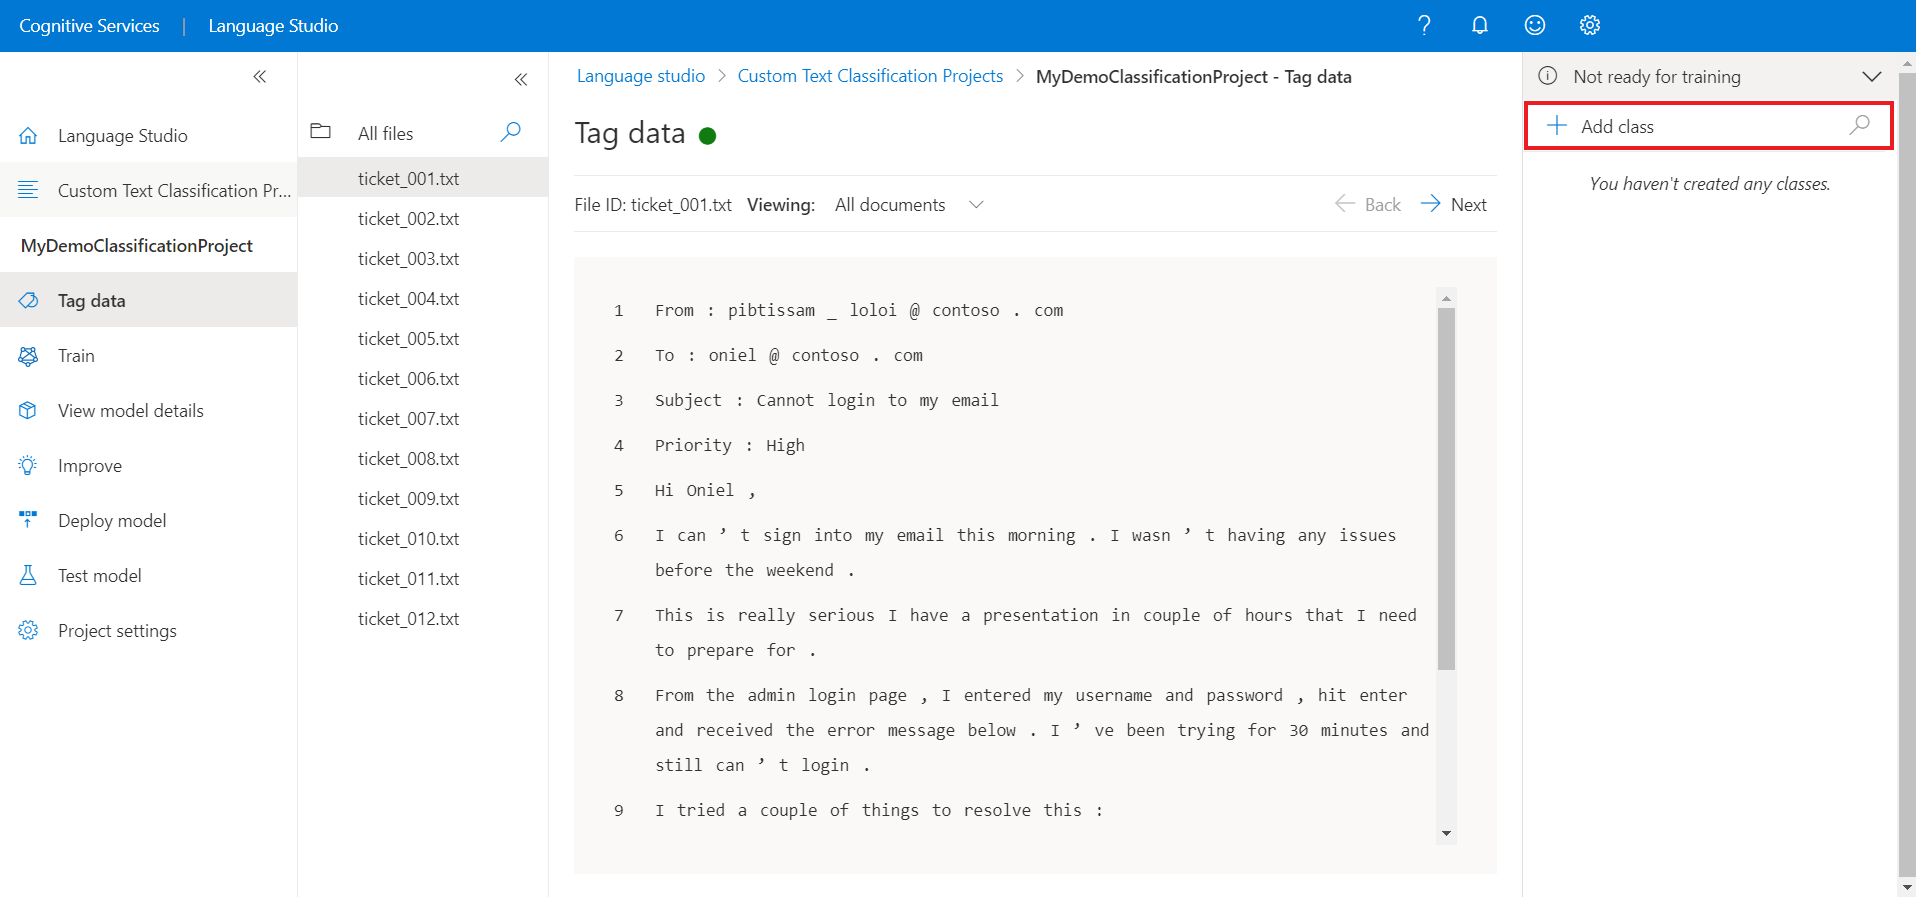 Cognitive Services | Language Studio
Language Studio
Custom Text Classification Pr...
MyDemoClassificationProject
Tag data
Train
View model details
Improve
Deploy model
Test model
Project settings
All files
ticket_001.txt
ticket_002.txt
ticket_003.txt
ticket_004.txt
ticket_005.txt
ticket_006.txt
ticket_007.txt
ticket_008.txt
ticket_009.txt
ticket_010.txt
ticket_011.txt
ticket_012.txt
Language studio > Custom Text Classification Projects > MyDemoClassificationProject - Tag data
Tag data
File ID: ticket_001.txt Viewing: All documents
Back Next
1 From : pibtissam _ loloi @ contoso . com
2 To : oniel @ contoso . com
3 Subject : Cannot login to my email
4 Priority : High
5 Hi Oniel ,
6 I can ’ t sign into my email this morning . I wasn ’ t having any issues
before the weekend .
7 This is really serious I have a presentation in couple of hours that I need
to prepare for .
8 From the admin login page , I entered my username and password , hit enter
and received the error message below . I ’ ve been trying for 30 minutes and
still can ’ t login .
9 I tried a couple of things to resolve this :
Not ready for training
Add class
You haven't created any classes.